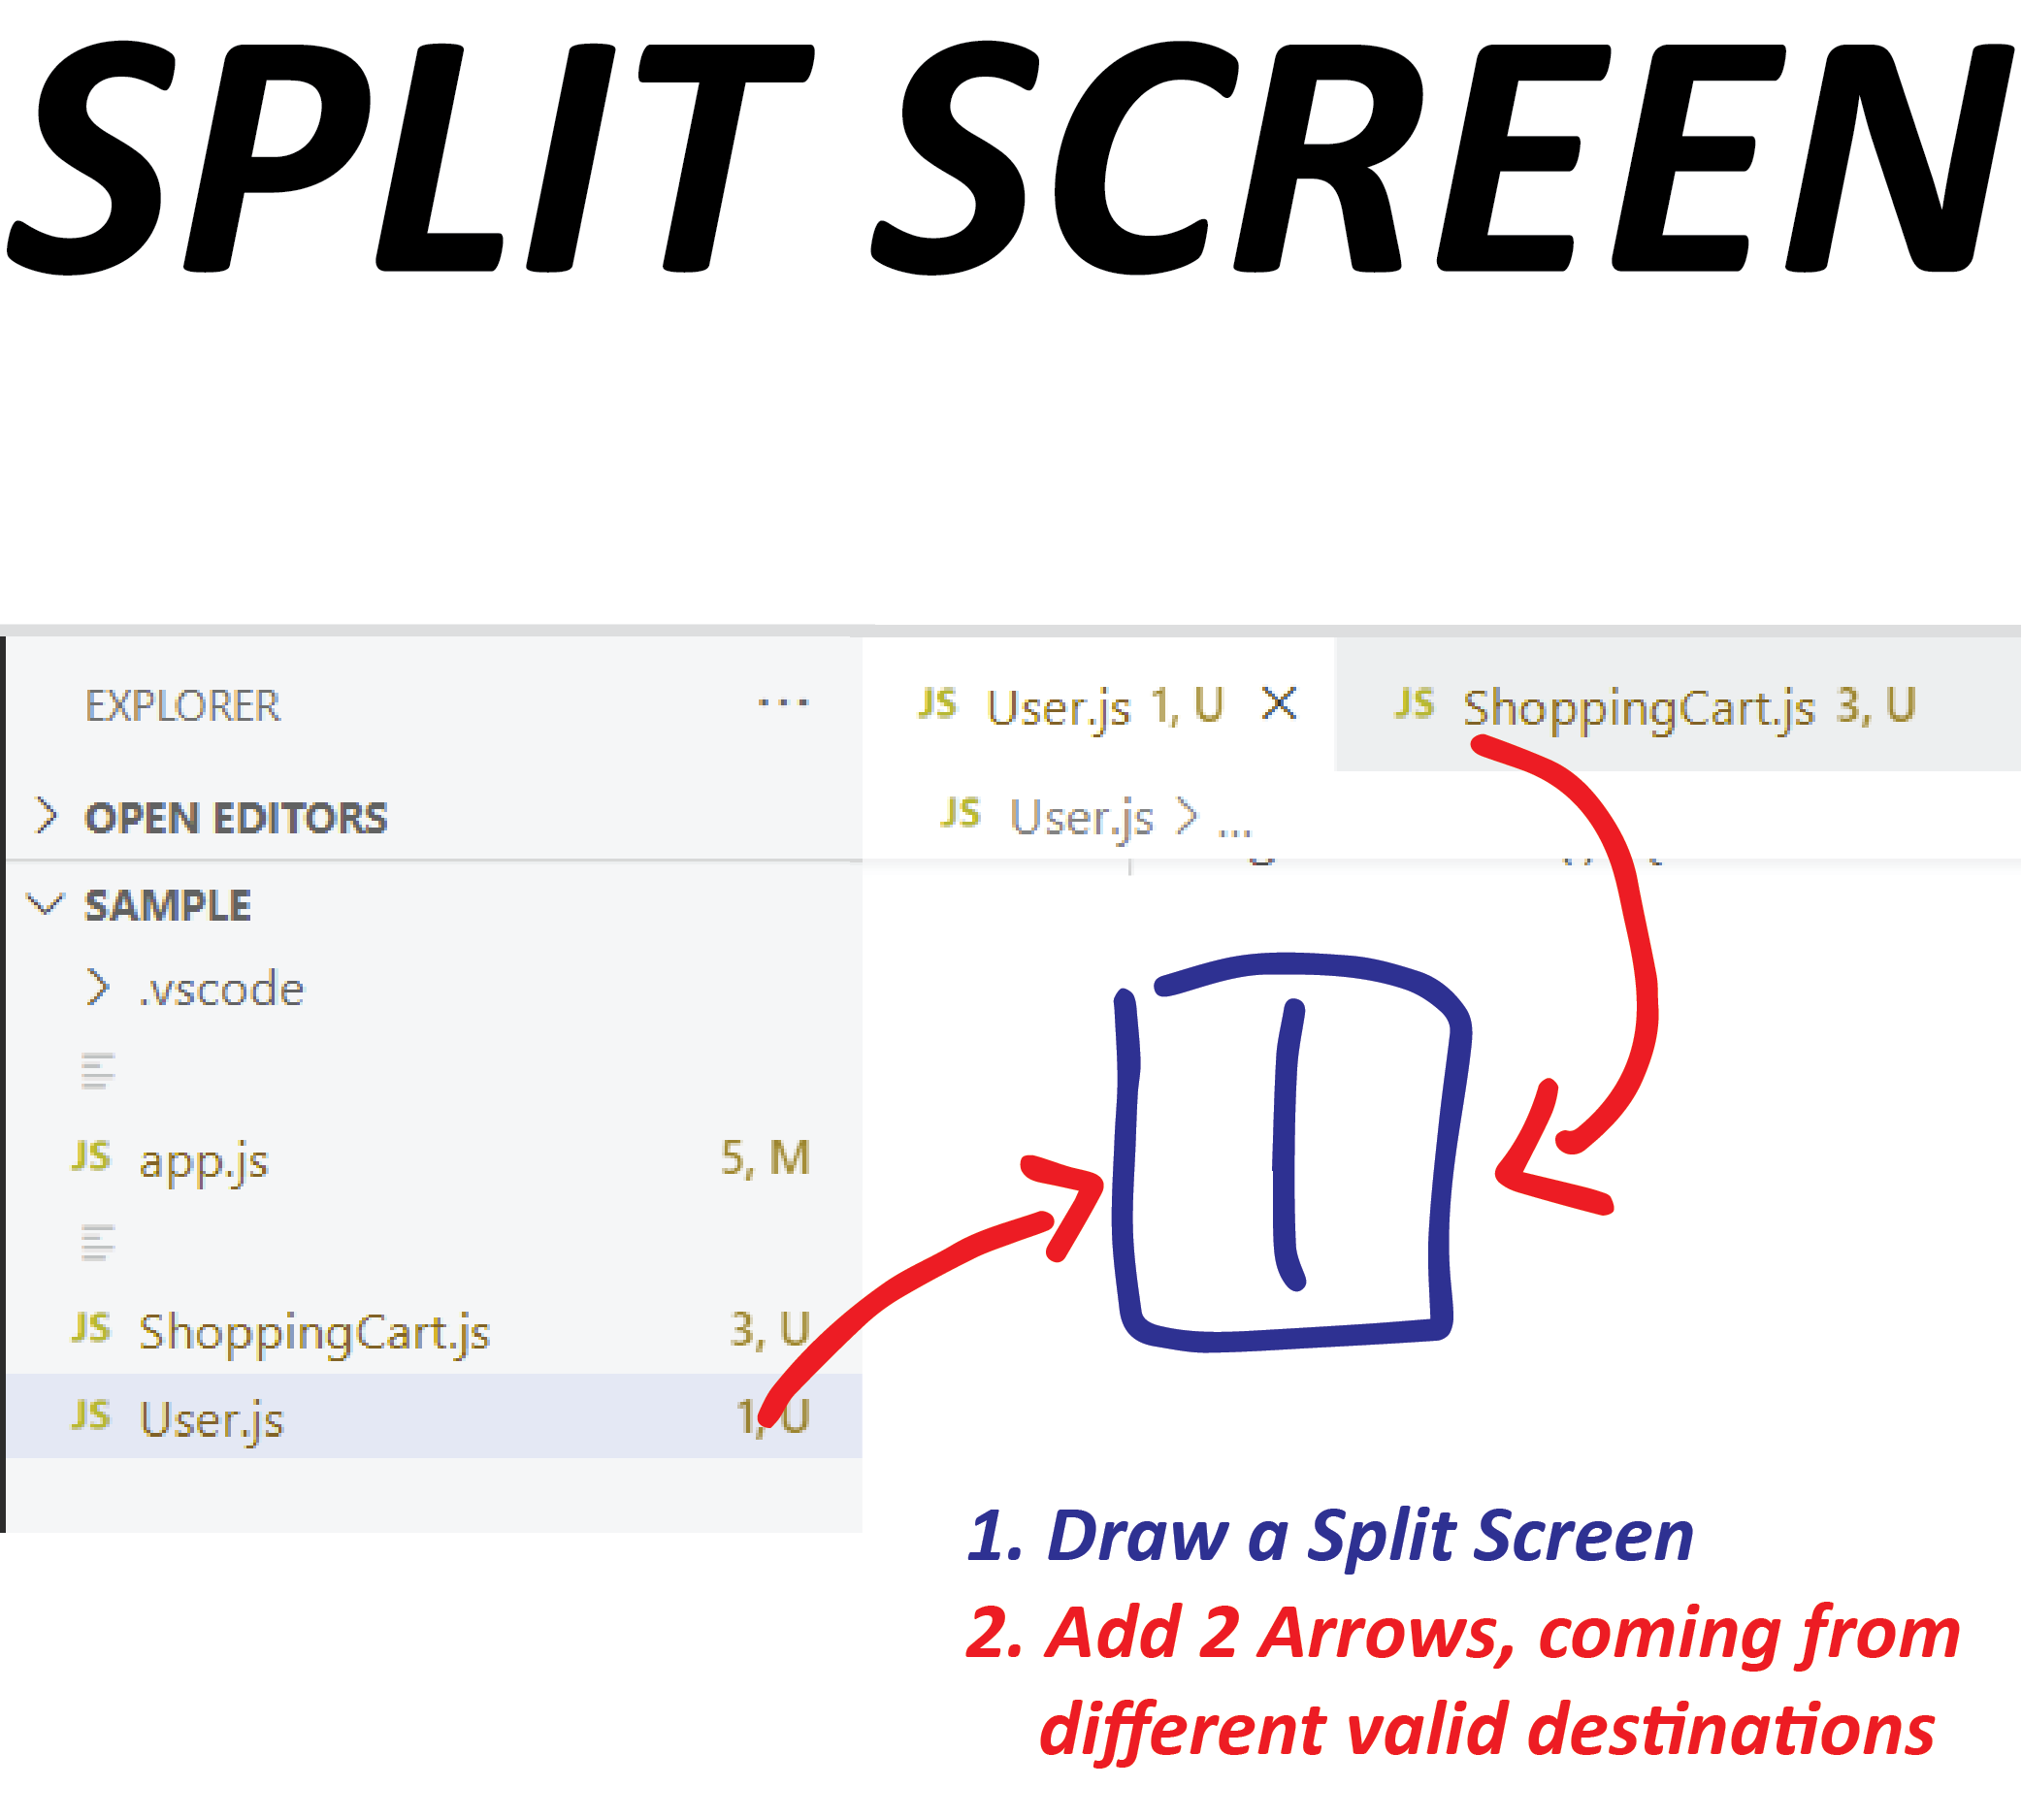 SPLIT SCREEN
EXPLORER ...
JS User.js 1, U × JS ShoppingCart.js 3, U
> OPEN EDITORS
JS User.js > ...
SAMPLE
> .vscode
JS app.js 5, M
JS ShoppingCart.js 3, U
JS User.js 1, U
1. Draw a Split Screen
2. Add 2 Arrows, coming from
different valid destinations